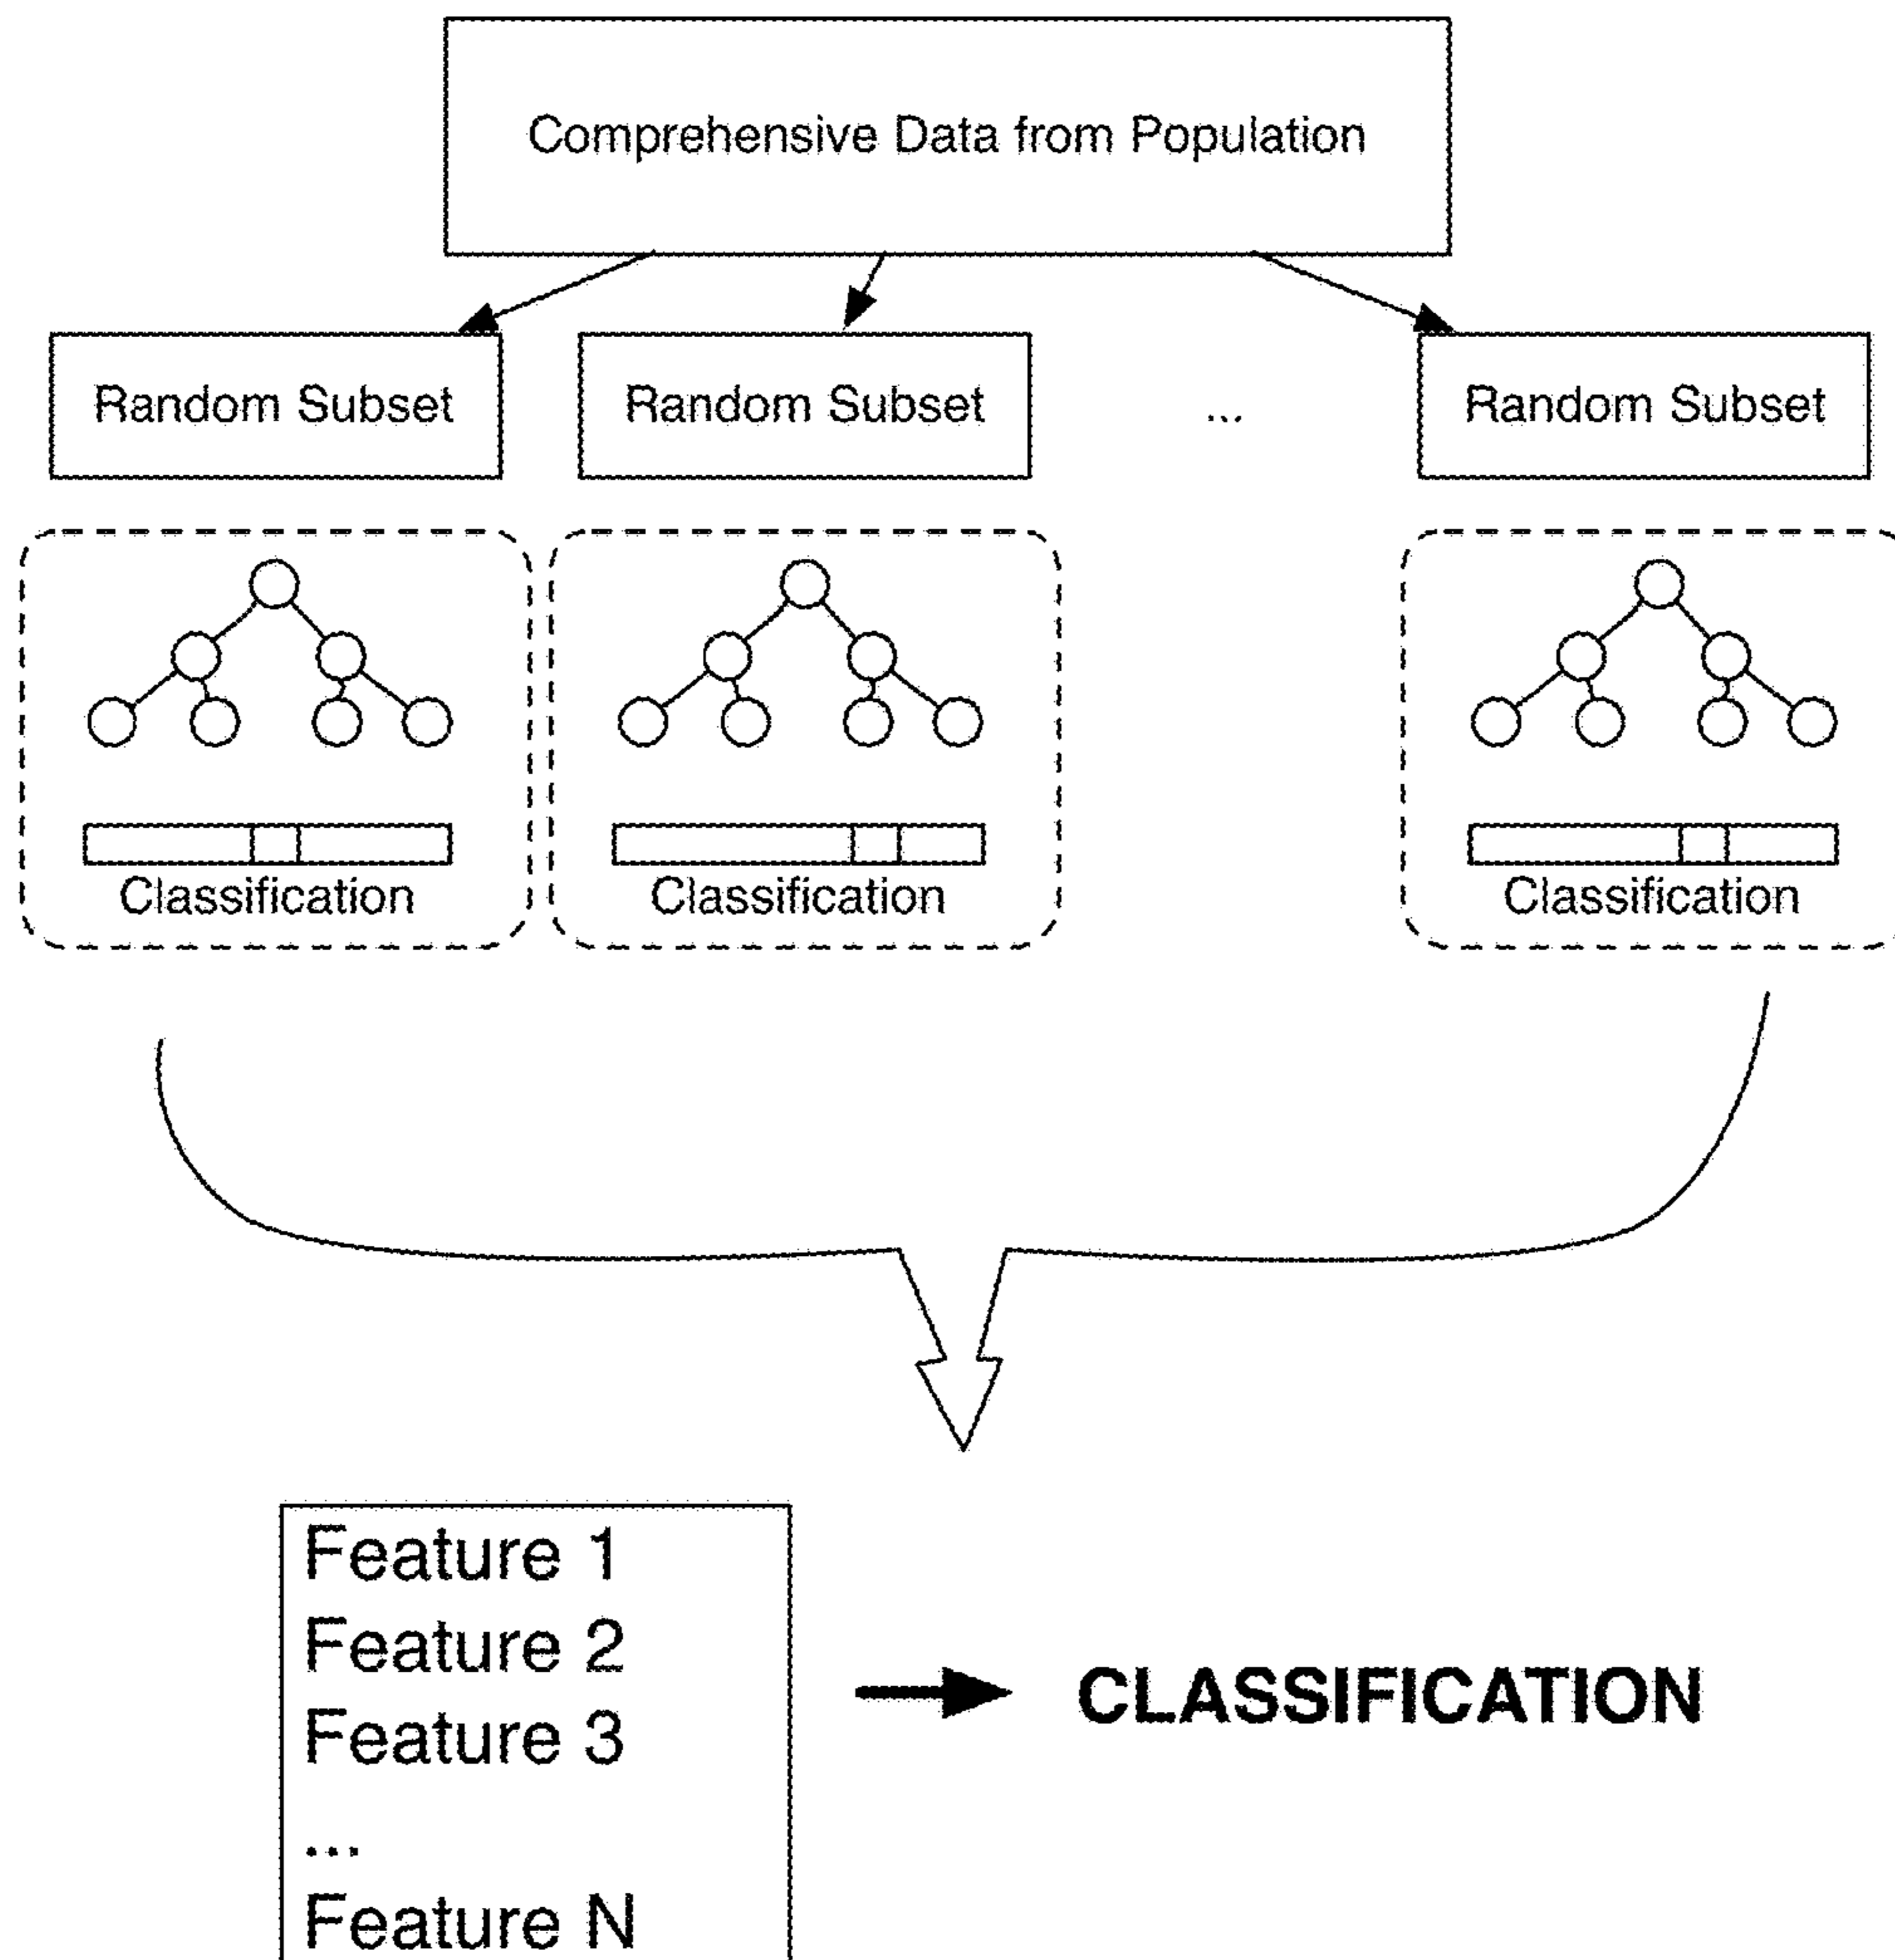 Comprehensive Data from Population
Random Subset Random Subset ... Random Subset
Classification Classification Classification
Feature 1
Feature 2
Feature 3
...
Feature N
CLASSIFICATION